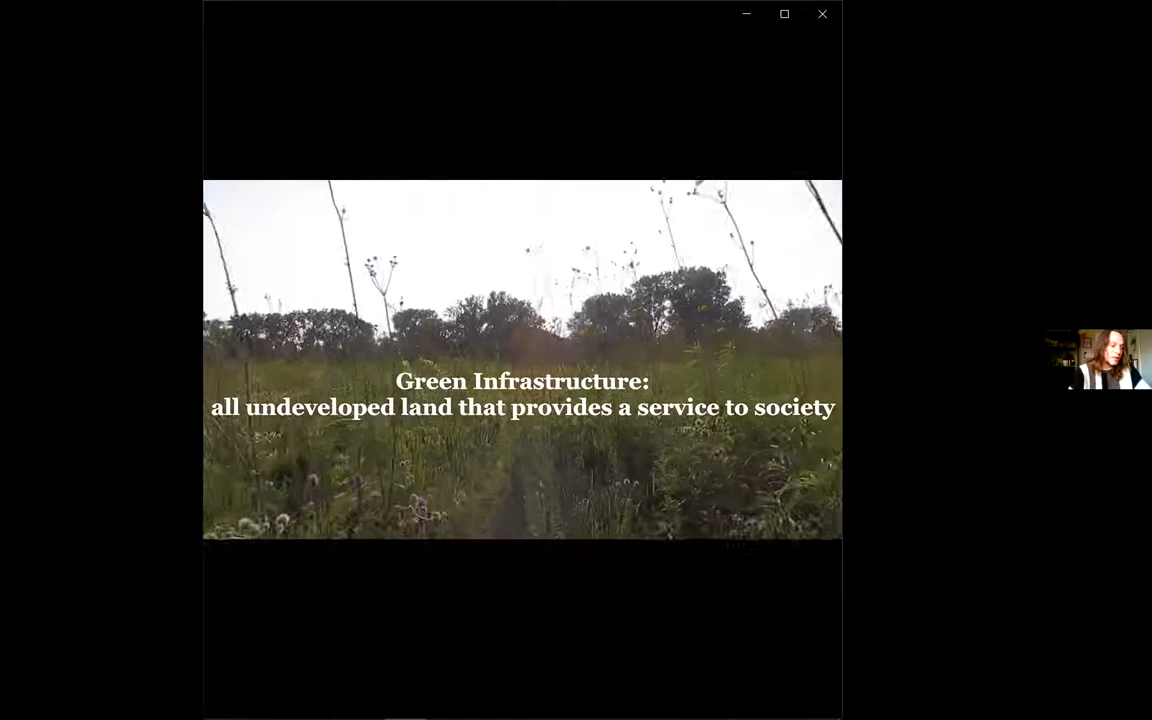 Green Infrastructure:
all undeveloped land that provides a service to society